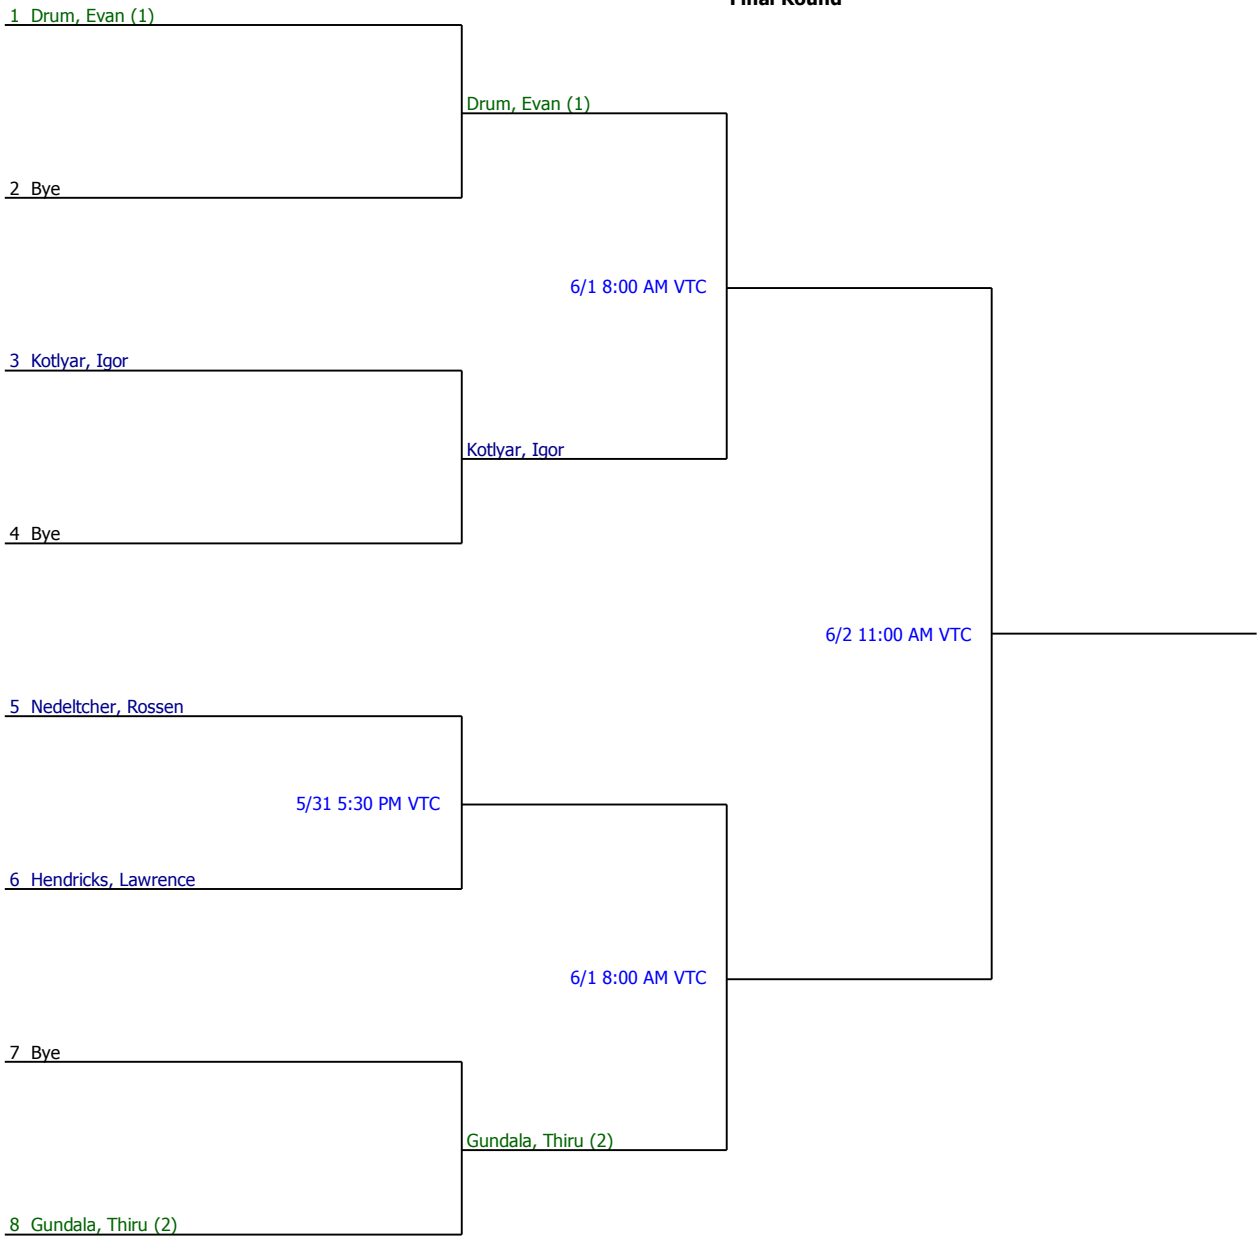 Final Round
1 Drum, Evan (1)
Drum, Evan (1)
2 Bye
6/1 8:00 AM VTC
3 Kotlyar, Igor
Kotlyar, Igor
4 Bye
6/2 11:00 AM VTC
5 Nedeltcher, Rossen
5/31 5:30 PM VTC
6 Hendricks, Lawrence
6/1 8:00 AM VTC
7 Bye
Gundala, Thiru (2)
8 Gundala, Thiru (2)